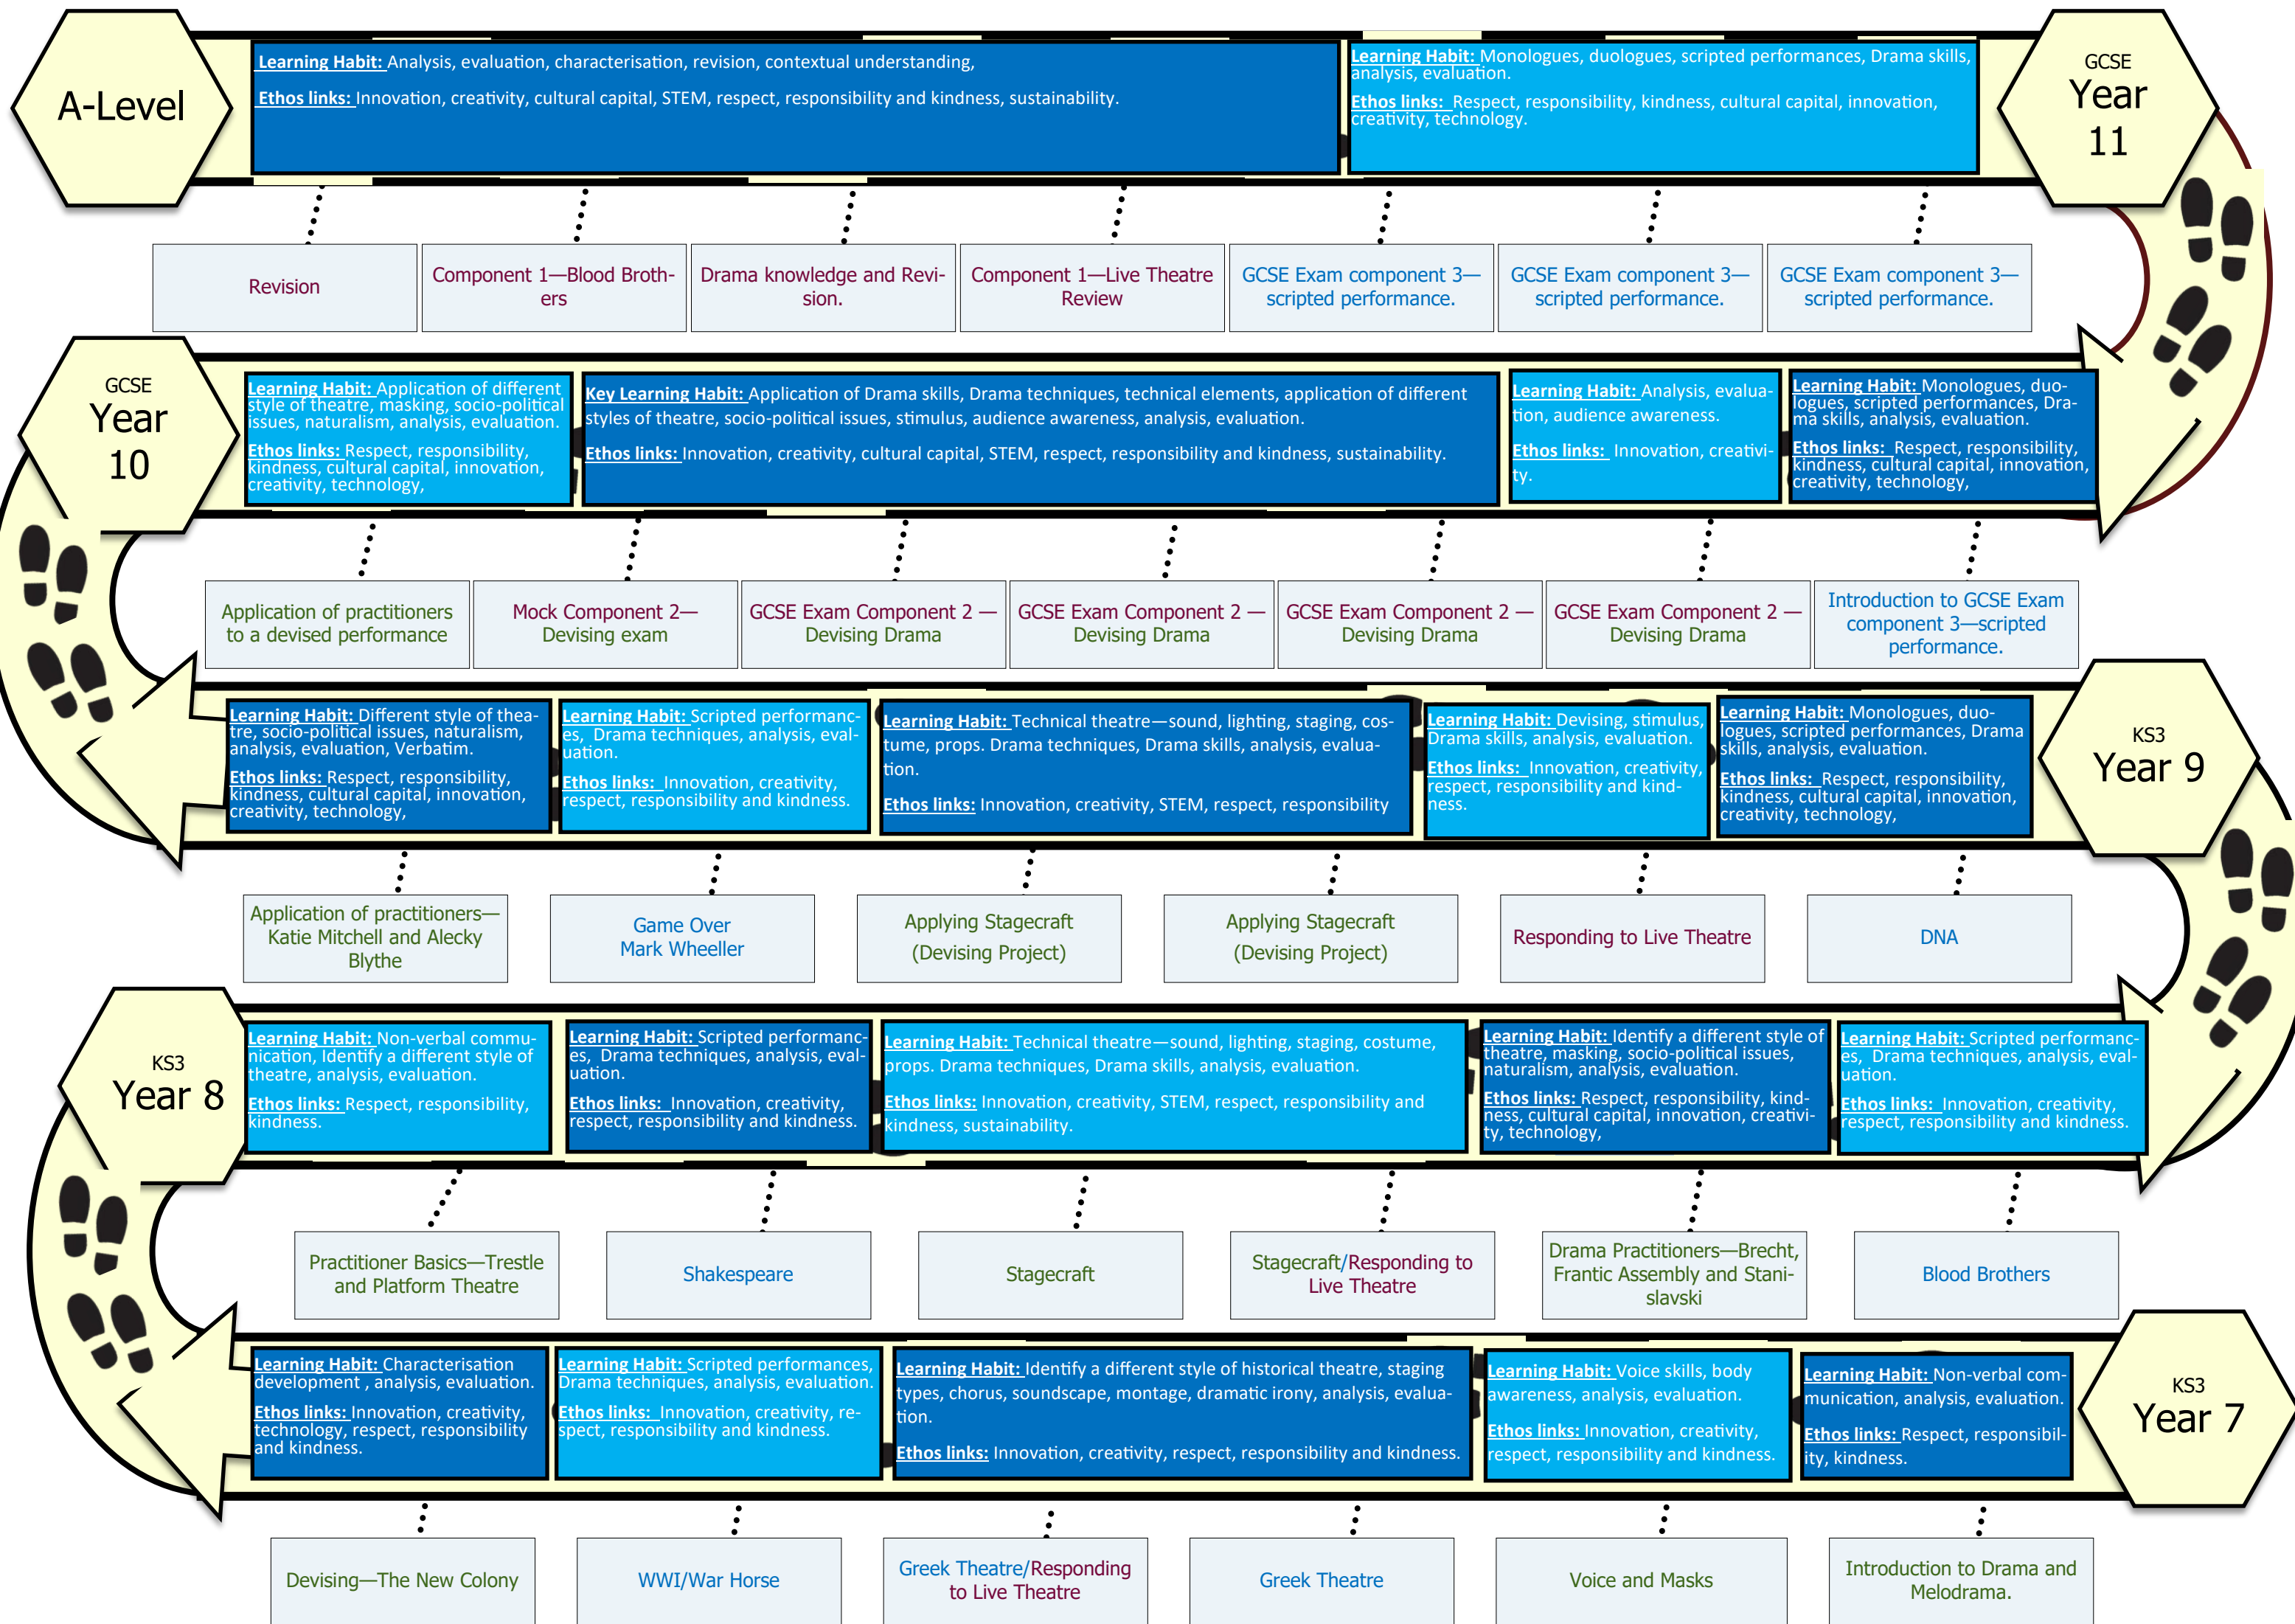 A-Level
Learning Habit: Analysis, evaluation, characterisation, revision, contextual understanding,
Ethos links: Innovation, creativity, cultural capital, STEM, respect, responsibility and kindness, sustainability.
Learning Habit: Monologues, duologues, scripted performances, Drama skills,
analysis, evaluation.
Ethos links: Respect, responsibility, kindness, cultural capital, innovation,
creativity, technology.
GCSE
Year
11
Revision
Component 1—Blood Broth-
ers
Drama knowledge and Revi-
sion.
Component 1—Live Theatre
Review
GCSE Exam component 3—
scripted performance.
GCSE Exam component 3—
scripted performance.
GCSE Exam component 3—
scripted performance.
GCSE
Year
10
Learning Habit: Application of different
style of theatre, masking, socio-political
issues, naturalism, analysis, evaluation.
Ethos links: Respect, responsibility,
kindness, cultural capital, innovation,
creativity, technology,
Key Learning Habit: Application of Drama skills, Drama techniques, technical elements, application of different
styles of theatre, socio-political issues, stimulus, audience awareness, analysis, evaluation.
Ethos links: Innovation, creativity, cultural capital, STEM, respect, responsibility and kindness, sustainability.
Learning Habit: Analysis, evalua-
tion, audience awareness.
Ethos links: Innovation, creativi-
ty.
Learning Habit: Monologues, duo-
logues, scripted performances, Dra-
ma skills, analysis, evaluation.
Ethos links: Respect, responsibility,
kindness, cultural capital, innovation,
creativity, technology,
Application of practitioners
to a devised performance
Mock Component 2—
Devising exam
GCSE Exam Component 2 —
Devising Drama
GCSE Exam Component 2 —
Devising Drama
GCSE Exam Component 2 —
Devising Drama
GCSE Exam Component 2 —
Devising Drama
Introduction to GCSE Exam
component 3—scripted
performance.
Learning Habit: Different style of thea-
tre, socio-political issues, naturalism,
analysis, evaluation, Verbatim.
Ethos links: Respect, responsibility,
kindness, cultural capital, innovation,
creativity, technology,
Learning Habit: Scripted performanc-
es, Drama techniques, analysis, eval-
uation.
Ethos links: Innovation, creativity,
respect, responsibility and kindness.
Learning Habit: Technical theatre—sound, lighting, staging, cos-
tume, props. Drama techniques, Drama skills, analysis, evalua-
tion.
Ethos links: Innovation, creativity, STEM, respect, responsibility
Learning Habit: Devising, stimulus,
Drama skills, analysis, evaluation.
Ethos links: Innovation, creativity,
respect, responsibility and kind-
ness.
Learning Habit: Monologues, duo-
logues, scripted performances, Drama
skills, analysis, evaluation.
Ethos links: Respect, responsibility,
kindness, cultural capital, innovation,
creativity, technology,
KS3
Year 9
Application of practitioners—
Katie Mitchell and Alecky
Blythe
Game Over
Mark Wheeller
Applying Stagecraft
(Devising Project)
Applying Stagecraft
(Devising Project)
Responding to Live Theatre
DNA
KS3
Year 8
Learning Habit: Non-verbal commu-
nication, Identify a different style of
theatre, analysis, evaluation.
Ethos links: Respect, responsibility,
kindness.
Learning Habit: Scripted performanc-
es, Drama techniques, analysis, eval-
uation.
Ethos links: Innovation, creativity,
respect, responsibility and kindness.
Learning Habit: Technical theatre—sound, lighting, staging, costume,
props. Drama techniques, Drama skills, analysis, evaluation.
Ethos links: Innovation, creativity, STEM, respect, responsibility and
kindness, sustainability.
Learning Habit: Identify a different style of
theatre, masking, socio-political issues,
naturalism, analysis, evaluation.
Ethos links: Respect, responsibility, kind-
ness, cultural capital, innovation, creativi-
ty, technology,
Learning Habit: Scripted performanc-
es, Drama techniques, analysis, eval-
uation.
Ethos links: Innovation, creativity,
respect, responsibility and kindness.
Practitioner Basics—Trestle
and Platform Theatre
Shakespeare
Stagecraft
Stagecraft/Responding to
Live Theatre
Drama Practitioners—Brecht,
Frantic Assembly and Stani-
slavski
Blood Brothers
Learning Habit: Characterisation
development , analysis, evaluation.
Ethos links: Innovation, creativity,
technology, respect, responsibility
and kindness.
Learning Habit: Scripted performances,
Drama techniques, analysis, evaluation.
Ethos links: Innovation, creativity, re-
spect, responsibility and kindness.
Learning Habit: Identify a different style of historical theatre, staging
types, chorus, soundscape, montage, dramatic irony, analysis, evalua-
tion.
Ethos links: Innovation, creativity, respect, responsibility and kindness.
Learning Habit: Voice skills, body
awareness, analysis, evaluation.
Ethos links: Innovation, creativity,
respect, responsibility and kindness.
Learning Habit: Non-verbal com-
munication, analysis, evaluation.
Ethos links: Respect, responsibil-
ity, kindness.
KS3
Year 7
Devising—The New Colony
WWI/War Horse
Greek Theatre/Responding
to Live Theatre
Greek Theatre
Voice and Masks
Introduction to Drama and
Melodrama.